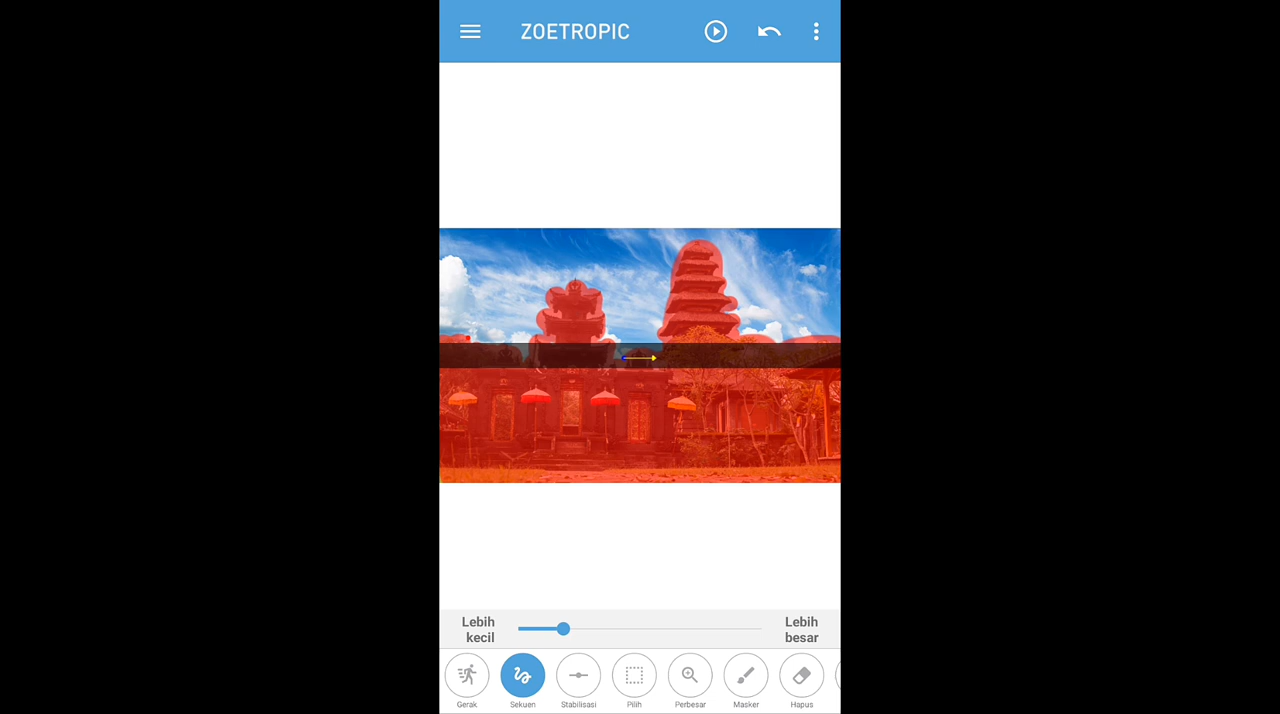 ZOETROPIC
Lebih
kecil
Lebih
besar
Gerak
Sekuen
Stabilisasi
Pilih
Perbesar
Masker
Hapus